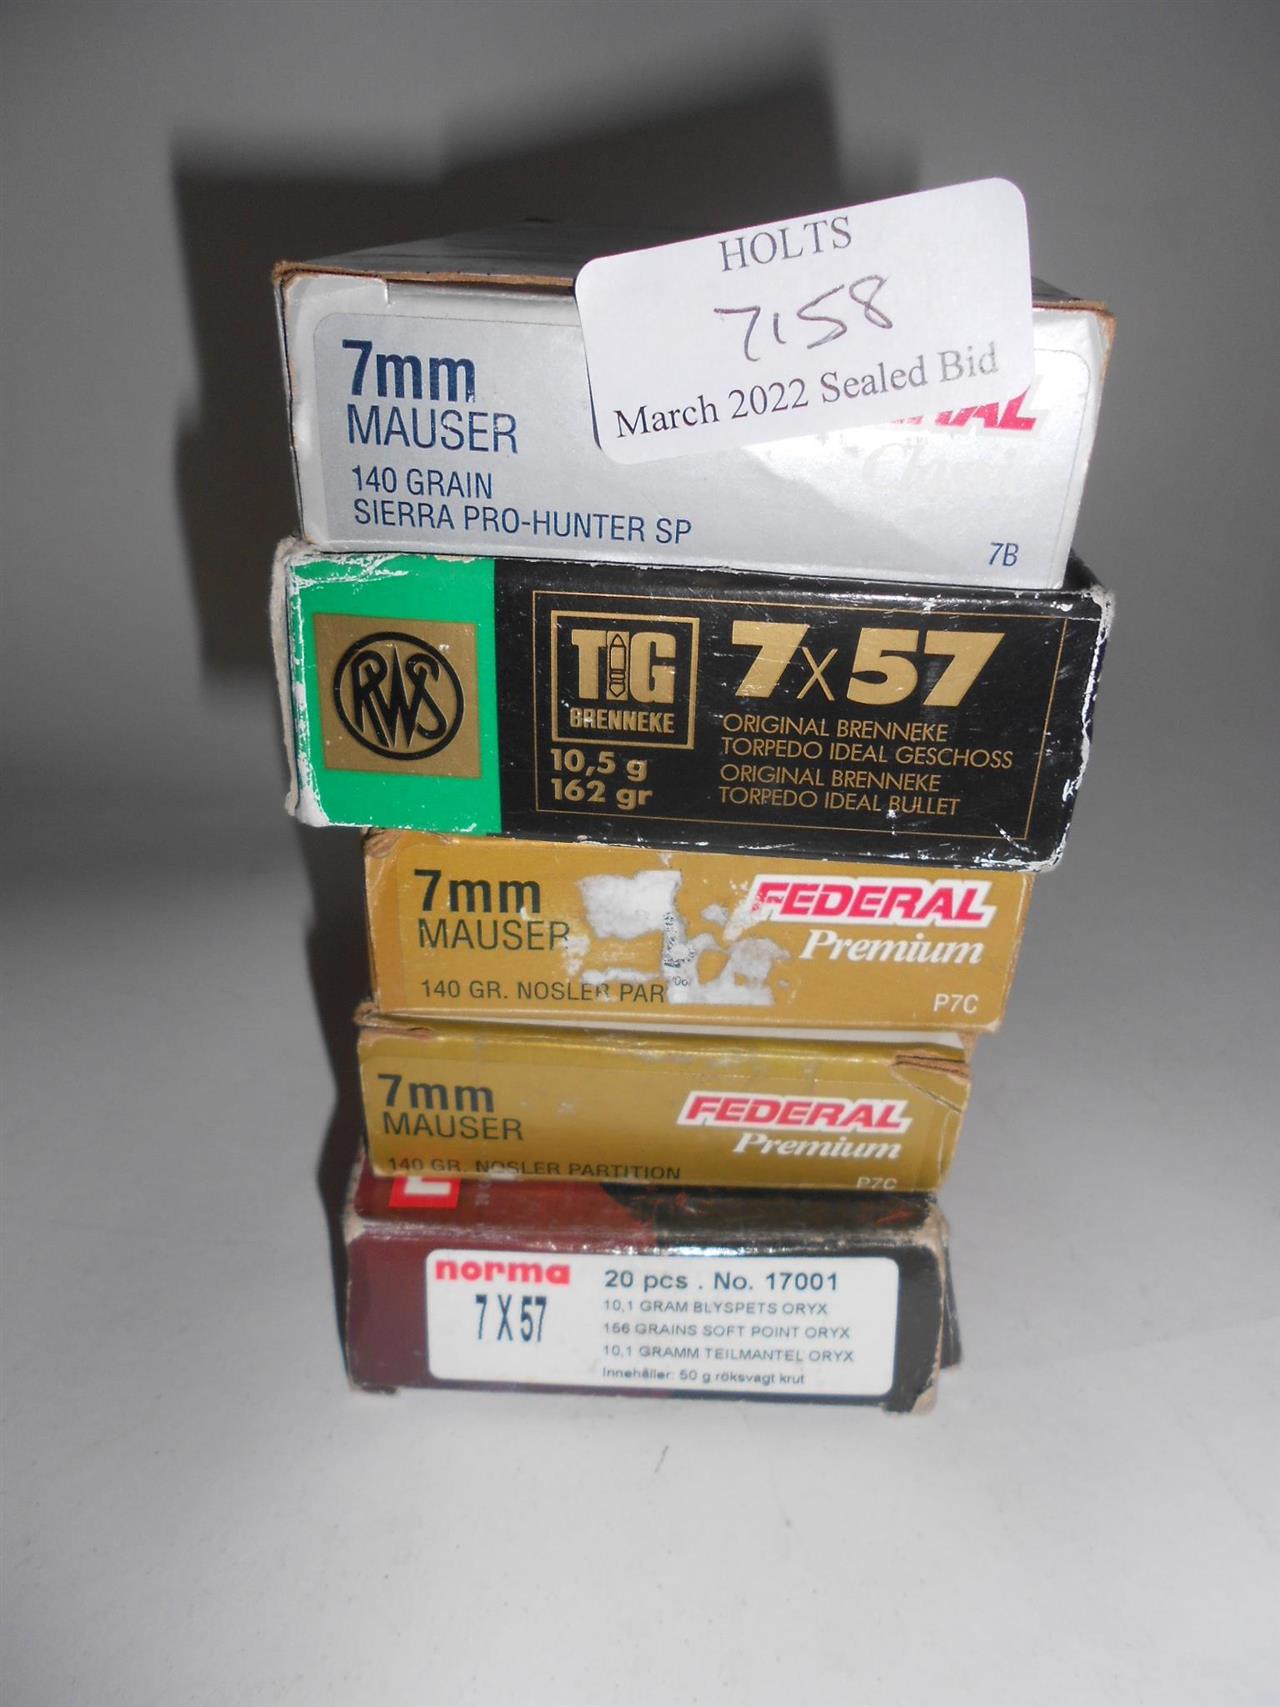 HOLTS
7158
March 2022 Sealed Bid
7mm
MAUSER
140 GRAIN
SIERRA PRO-HUNTER SP
Classic
7B
RWS
TIG
BRENNEKE
10,5 g
162 gr
7x57
ORIGINAL BRENNEKE
TORPEDO IDEAL GESCHOSS
ORIGINAL BRENNEKE
TORPEDO IDEAL BULLET
7mm
MAUSER
140 GR. NOSLER PAR
FEDERAL
Premium
P7C
7mm
MAUSER
140 GR. NOSLER PARTITION
FEDERAL
Premium
P7C
norma
7 X 57
20 pcs . No. 17001
10,1 GRAM BLYSPETS ORYX
156 GRAINS SOFT POINT ORYX
10,1 GRAMM TEILMANTEL ORYX
Innehåller: 50 g röksvagt krut